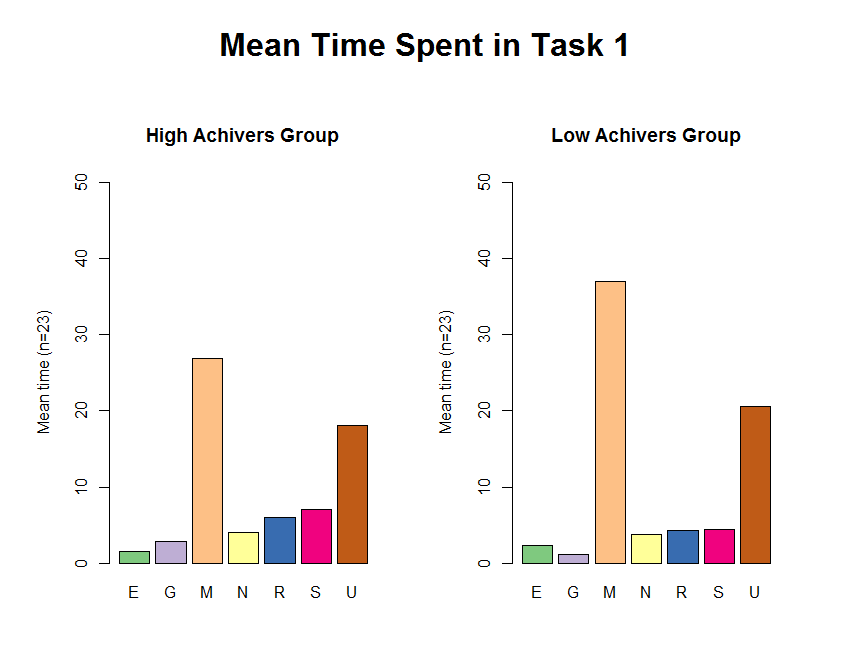 Mean Time Spent in Task 1
High Achivers Group
Mean time (n=23)
50
40
30
20
10
0
E G M N R S U
Low Achivers Group
Mean time (n=23)
50
40
30
20
10
0
E G M N R S U